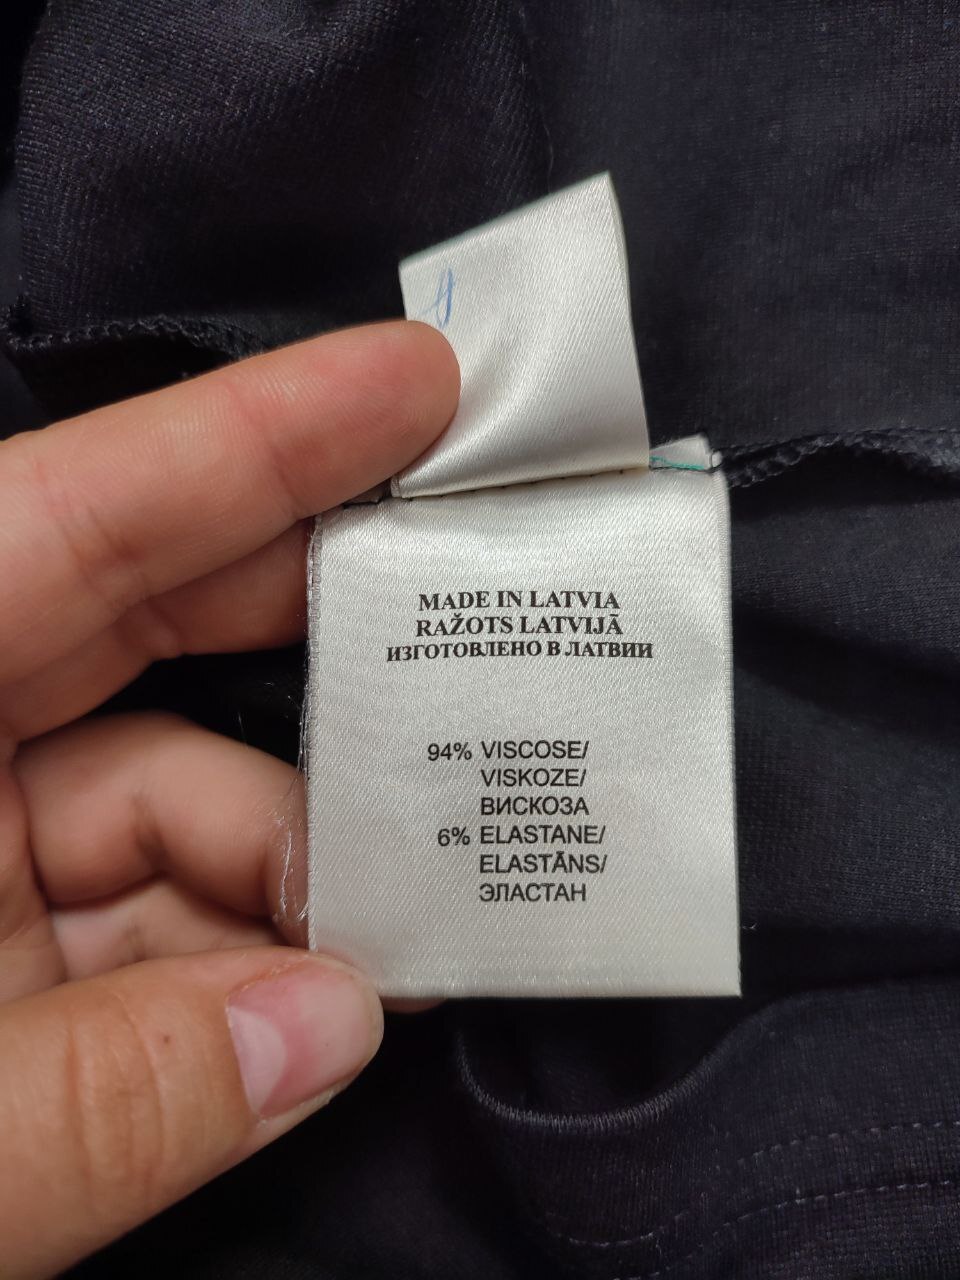 MADE IN LATVIA
RAŽOTS LATVIJĀ
ИЗГОТОВЛЕНО В ЛАТВИИ
94% VISCOSE/
VISKOZE/
ВИСКОЗА
6% ELASTANE/
ELASTĀNS/
ЭЛАСТАН